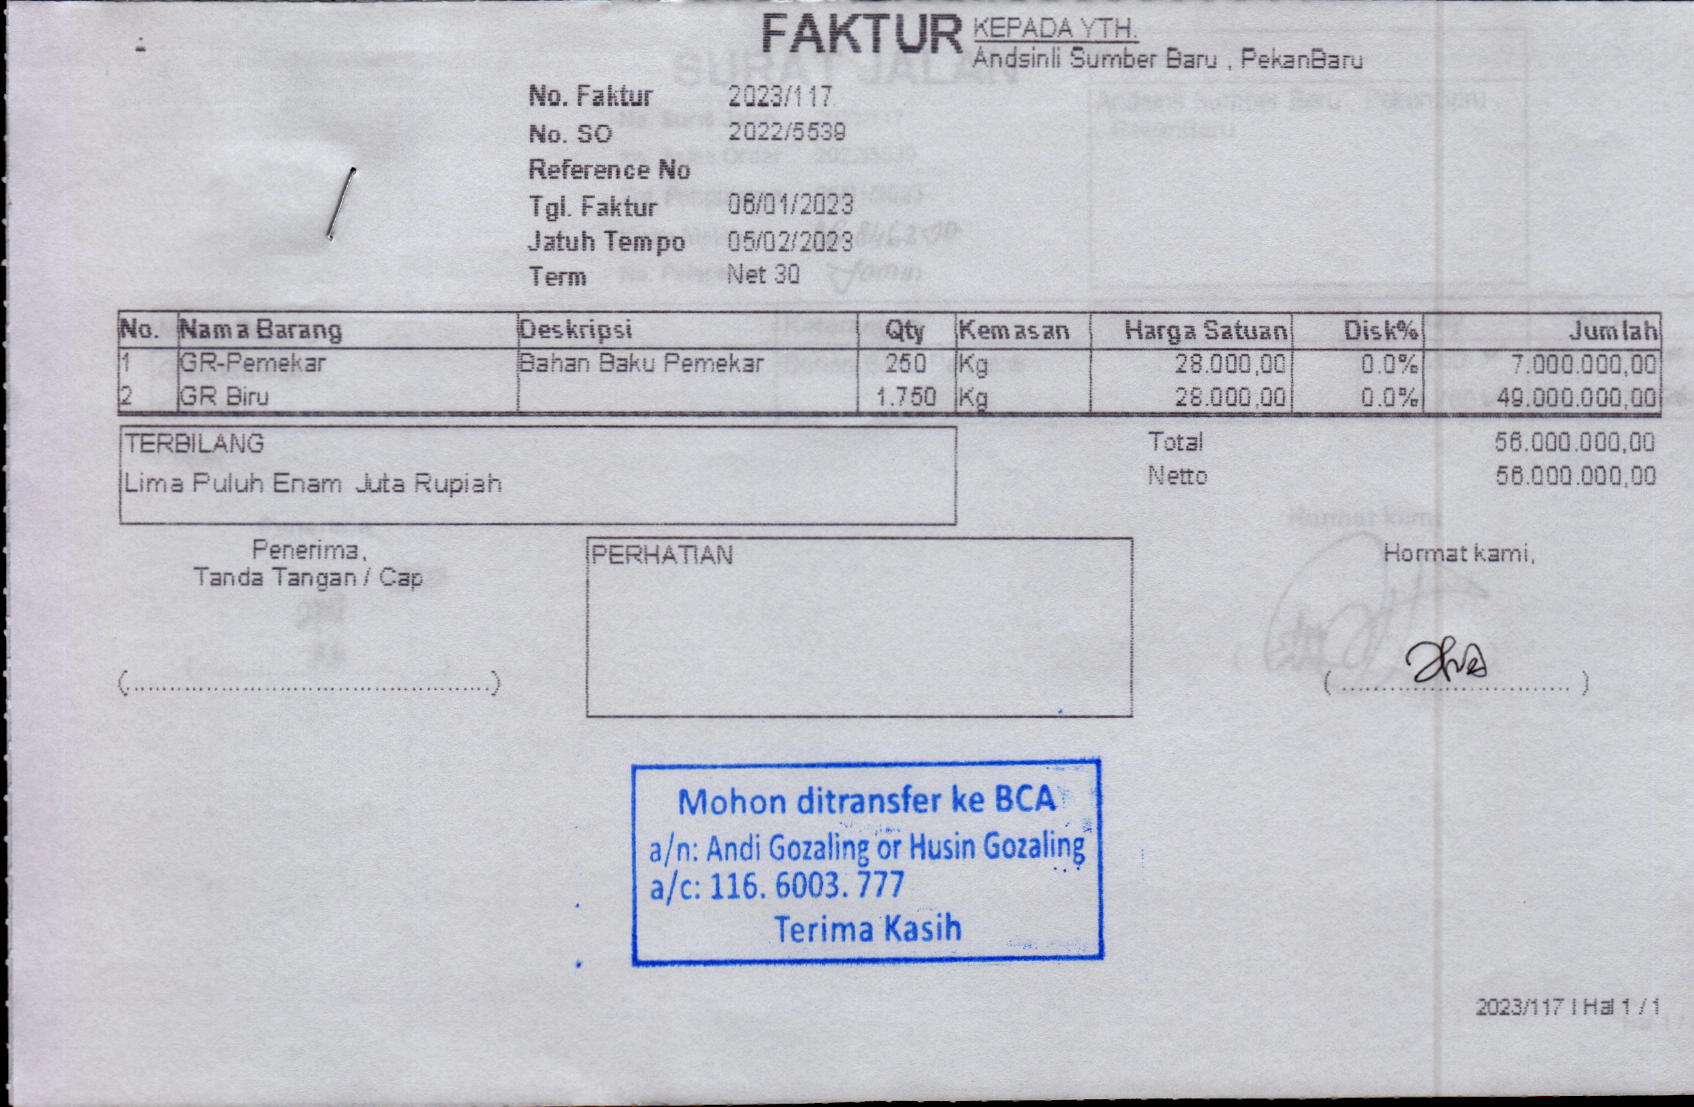 FAKTUR
KEPADA YTH.
Andsinli Sumber Baru , PekanBaru
No. Faktur 2023/117
No. SO 2022/5539
Reference No
Tgl. Faktur 06/01/2023
Jatuh Tempo 05/02/2023
Term Net 30
No. Nama Barang Deskripsi Qty Kemasan Harga Satuan Disk% Jumlah
1 GR-Pemekar Bahan Baku Pemekar 250 Kg 28.000,00 0.0% 7.000.000,00
2 GR Biru 1.750 Kg 28.000,00 0.0% 49.000.000,00
TERBILANG
Lima Puluh Enam Juta Rupiah
Total 56.000.000,00
Netto 56.000.000,00
Penerima,
Tanda Tangan / Cap
PERHATIAN
Hormat kami,
Mohon ditransfer ke BCA
a/n: Andi Gozaling or Husin Gozaling
a/c: 116. 6003. 777
Terima Kasih
2023/117 | Hal 1 / 1